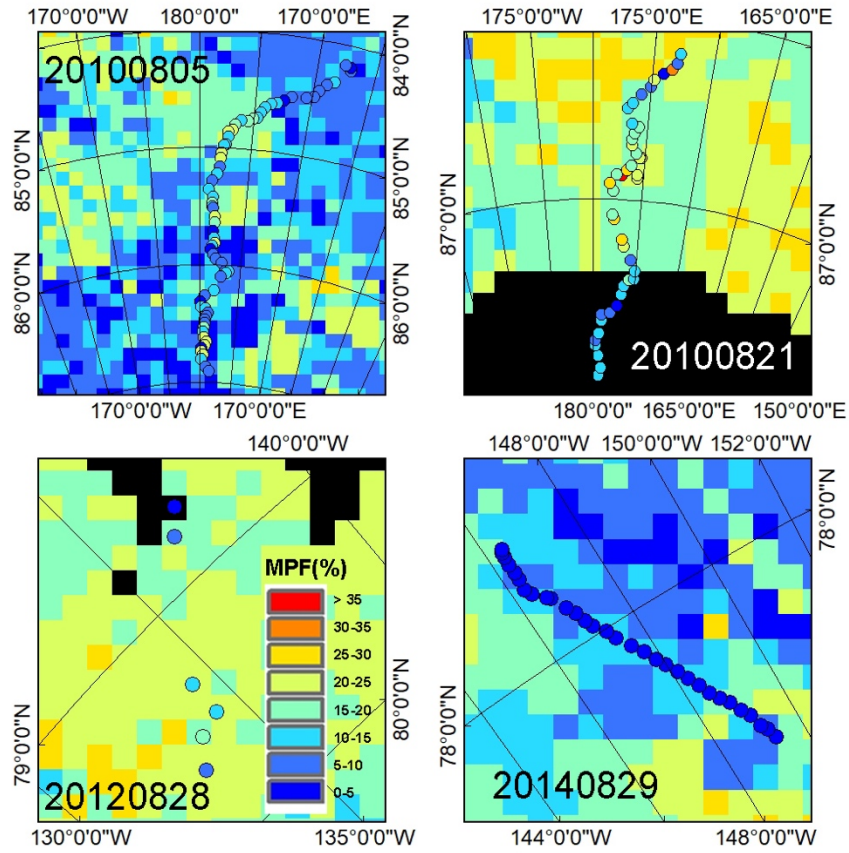 170°0'0"W 180°0'0" 170°0'0"E
175°0'0"W 175°0'0"E 165°0'0"E
20100805
84°0'0"N
85°0'0"N
85°0'0"N
86°0'0"N
86°0'0"N
170°0'0"W 170°0'0"E
87°0'0"N
87°0'0"N
20100821
180°0'0" 165°0'0"E 150°0'0"E
140°0'0"W
148°0'0"W 150°0'0"W 152°0'0"W
MPF(%)
> 35
30-35
25-30
20-25
15-20
10-15
5-10
0-5
79°0'0"N
80°0'0"N
20120828
130°0'0"W 135°0'0"W
78°0'0"N
78°0'0"N
20140829
144°0'0"W 148°0'0"W